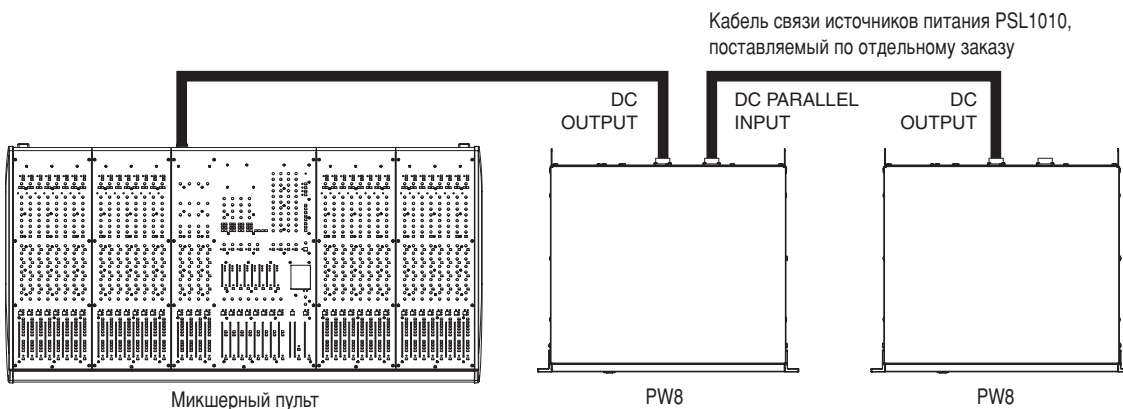 Кабель связи источников питания PSL1010,
поставляемый по отдельному заказу
DC
OUTPUT
DC PARALLEL
INPUT
DC
OUTPUT
Микшерный пульт
PW8
PW8